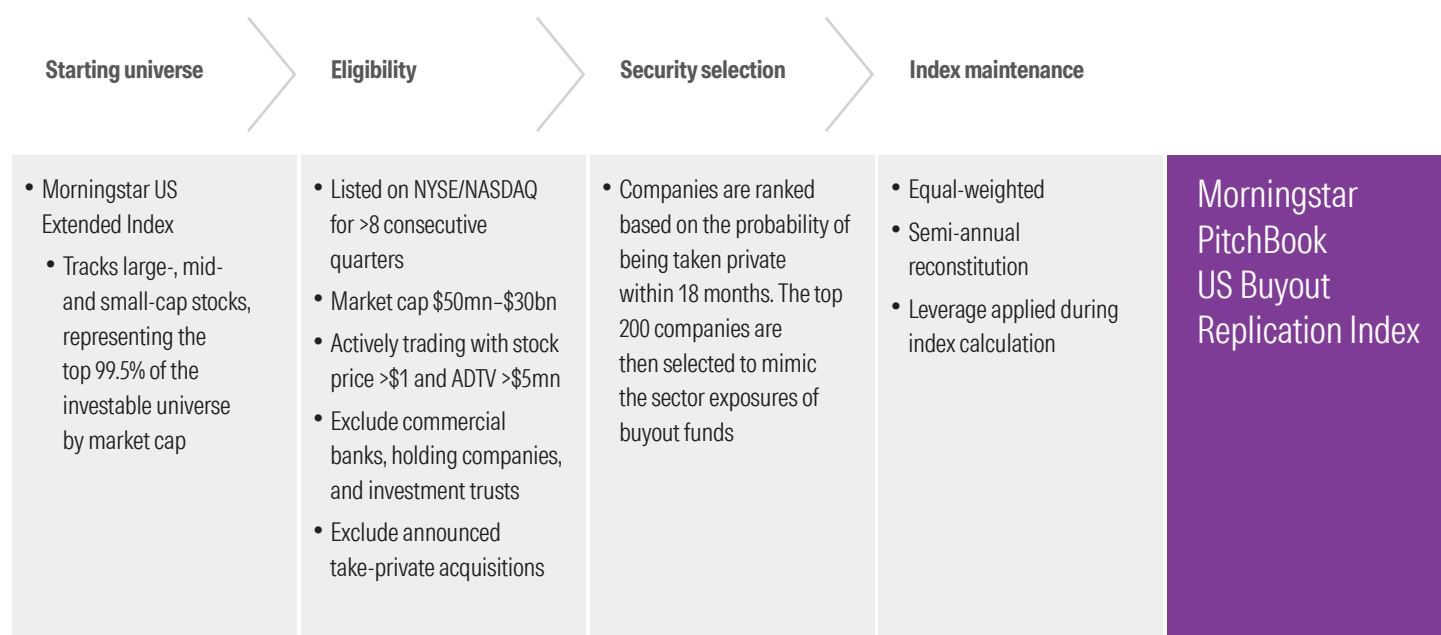 Starting universe
Eligibility
Security selection
Index maintenance
• Morningstar US
Extended Index
• Tracks large-, mid-
and small-cap stocks,
representing the
top 99.5% of the
investable universe
by market cap
• Listed on NYSE/NASDAQ
for >8 consecutive
quarters
• Market cap $50mn–$30bn
• Actively trading with stock
price >$1 and ADTV >$5mn
• Exclude commercial
banks, holding companies,
and investment trusts
• Exclude announced
take-private acquisitions
• Companies are ranked
based on the probability of
being taken private
within 18 months. The top
200 companies are
then selected to mimic
the sector exposures of
buyout funds
• Equal-weighted
• Semi-annual
reconstitution
• Leverage applied during
index calculation
Morningstar
PitchBook
US Buyout
Replication Index